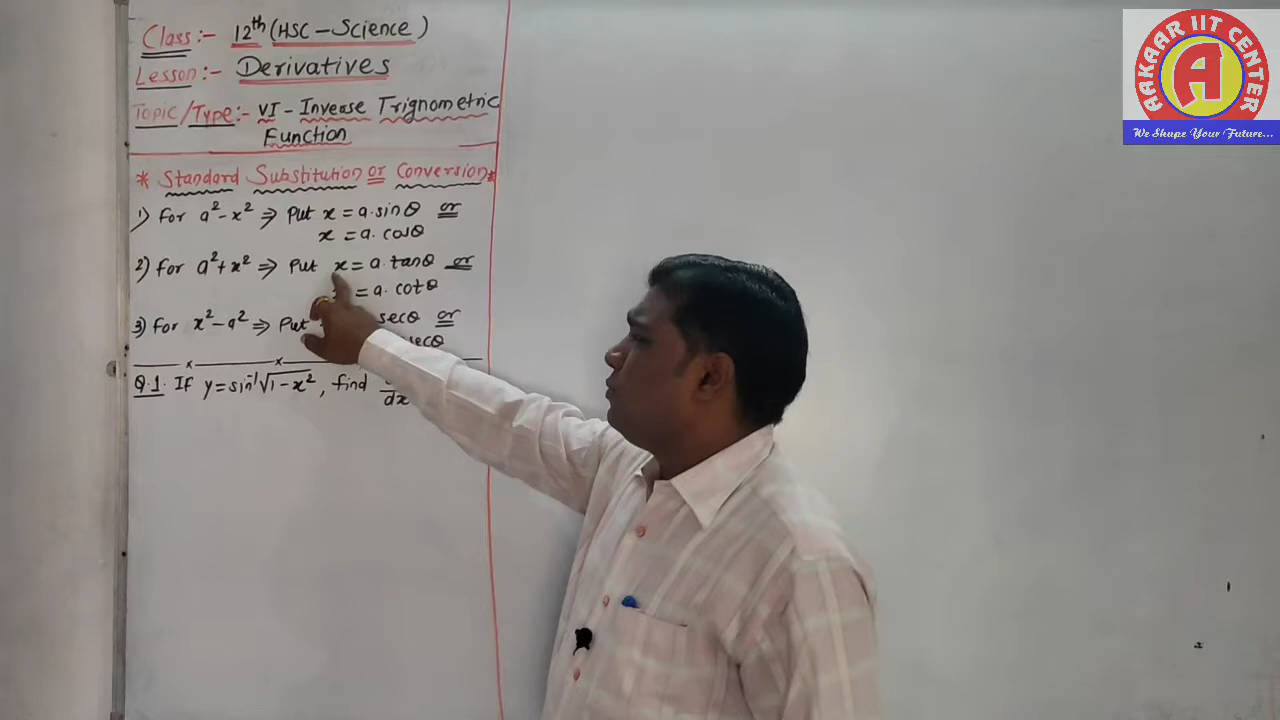 Class:- 12th (HSC - Science)
Lesson:- Derivatives
Topic/Type:- VI - Inverse Trignometric
Function
* Standard Substitution or Conversion *
1) For a² - x² ⇒ Put x = a.sinθ or
x = a.cosθ
2) For a² + x² ⇒ Put x = a.tanθ or
= a.cotθ
3) For x² - a² ⇒ Put secθ or
secθ
Q.1. If y = sin⁻¹√1-x², find
dx
AAKAAR IIT CENTER
A
We Shape Your Future...